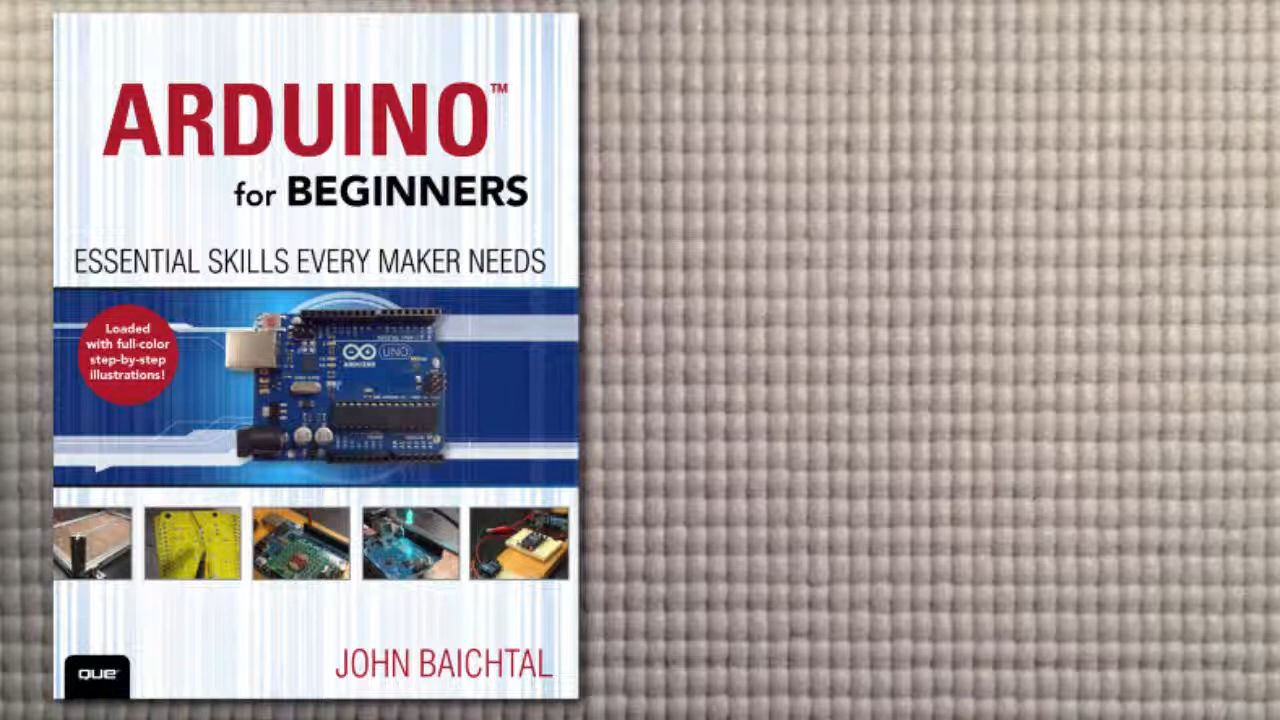 ARDUINO™
for BEGINNERS
ESSENTIAL SKILLS EVERY MAKER NEEDS
Loaded
with full-color
step-by-step
illustrations!
UNO
ARDUINO
JOHN BAICHTAL
que